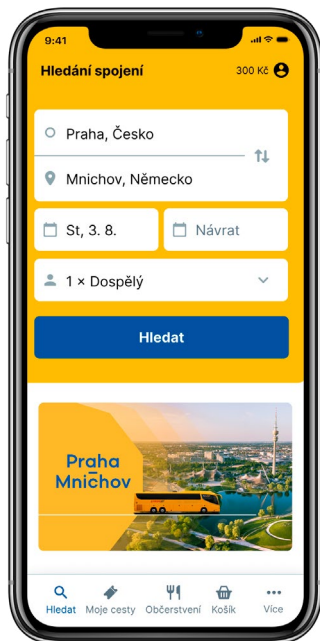 9:41
Hledání spojení
300 Kč
Praha, Česko
Mnichov, Německo
St, 3. 8.
Návrat
1 × Dospělý
Hledat
Praha
Mnichov
Hledat
Moje cesty
Občerstvení
Košík
Více